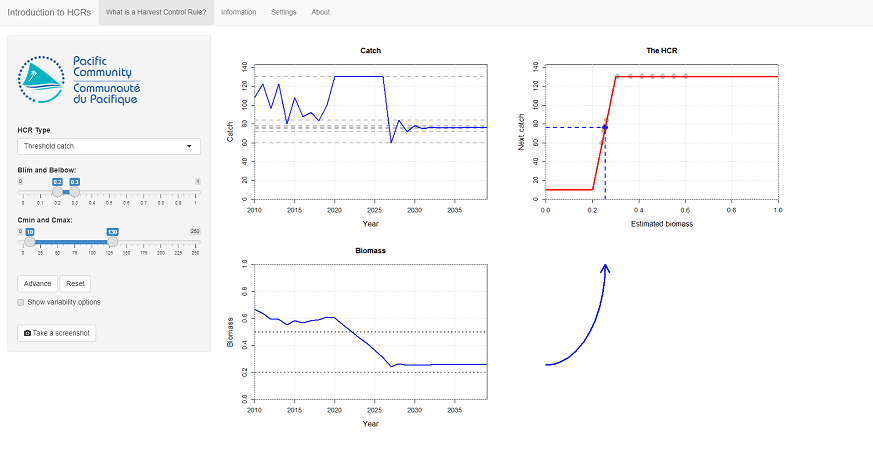 Introduction to HCRs What is a Harvest Control Rule? Information Settings About
Pacific
Community
Communauté
du Pacifique
HCR Type
Threshold catch
Blim and Belbow:
0 0.2 0.3 1
0 0.1 0.2 0.3 0.4 0.5 0.6 0.7 0.8 0.9 1
Cmin and Cmax:
0 10 130 250
0 25 50 75 100 125 150 175 200 225 250
Advance Reset
Show variability options
Take a screenshot
Catch
Catch
0 20 40 60 80 100 120 140
2010 2015 2020 2025 2030 2035
Year
The HCR
Next catch
0 20 40 60 80 100 120 140
0.0 0.2 0.4 0.6 0.8 1.0
Estimated biomass
Biomass
Biomass
0.0 0.2 0.4 0.6 0.8 1.0
2010 2015 2020 2025 2030 2035
Year